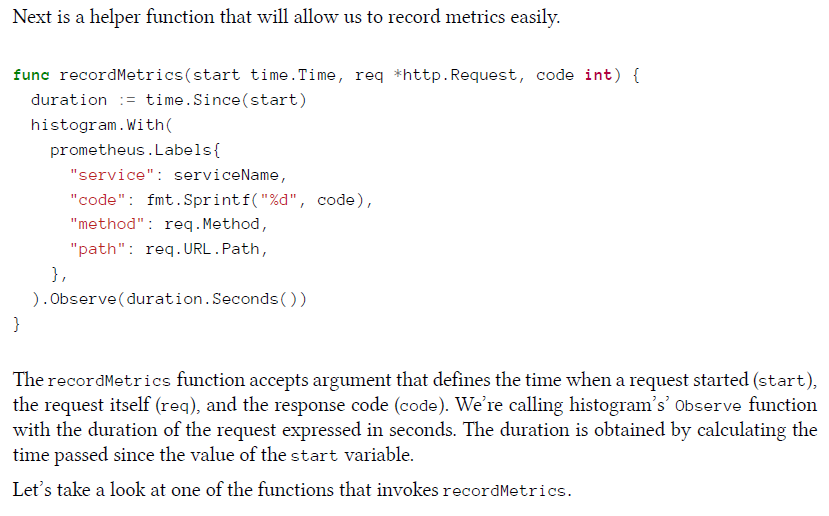 Next is a helper function that will allow us to record metrics easily.
func recordMetrics(start time.Time, req *http.Request, code int) {
  duration := time.Since(start)
  histogram.With(
    prometheus.Labels{
      "service": serviceName,
      "code": fmt.Sprintf("%d", code),
      "method": req.Method,
      "path": req.URL.Path,
    },
  ).Observe(duration.Seconds())
}
The recordMetrics function accepts argument that defines the time when a request started (start),
the request itself (req), and the response code (code). We’re calling histogram’s’ Observe function
with the duration of the request expressed in seconds. The duration is obtained by calculating the
time passed since the value of the start variable.
Let’s take a look at one of the functions that invokes recordMetrics.